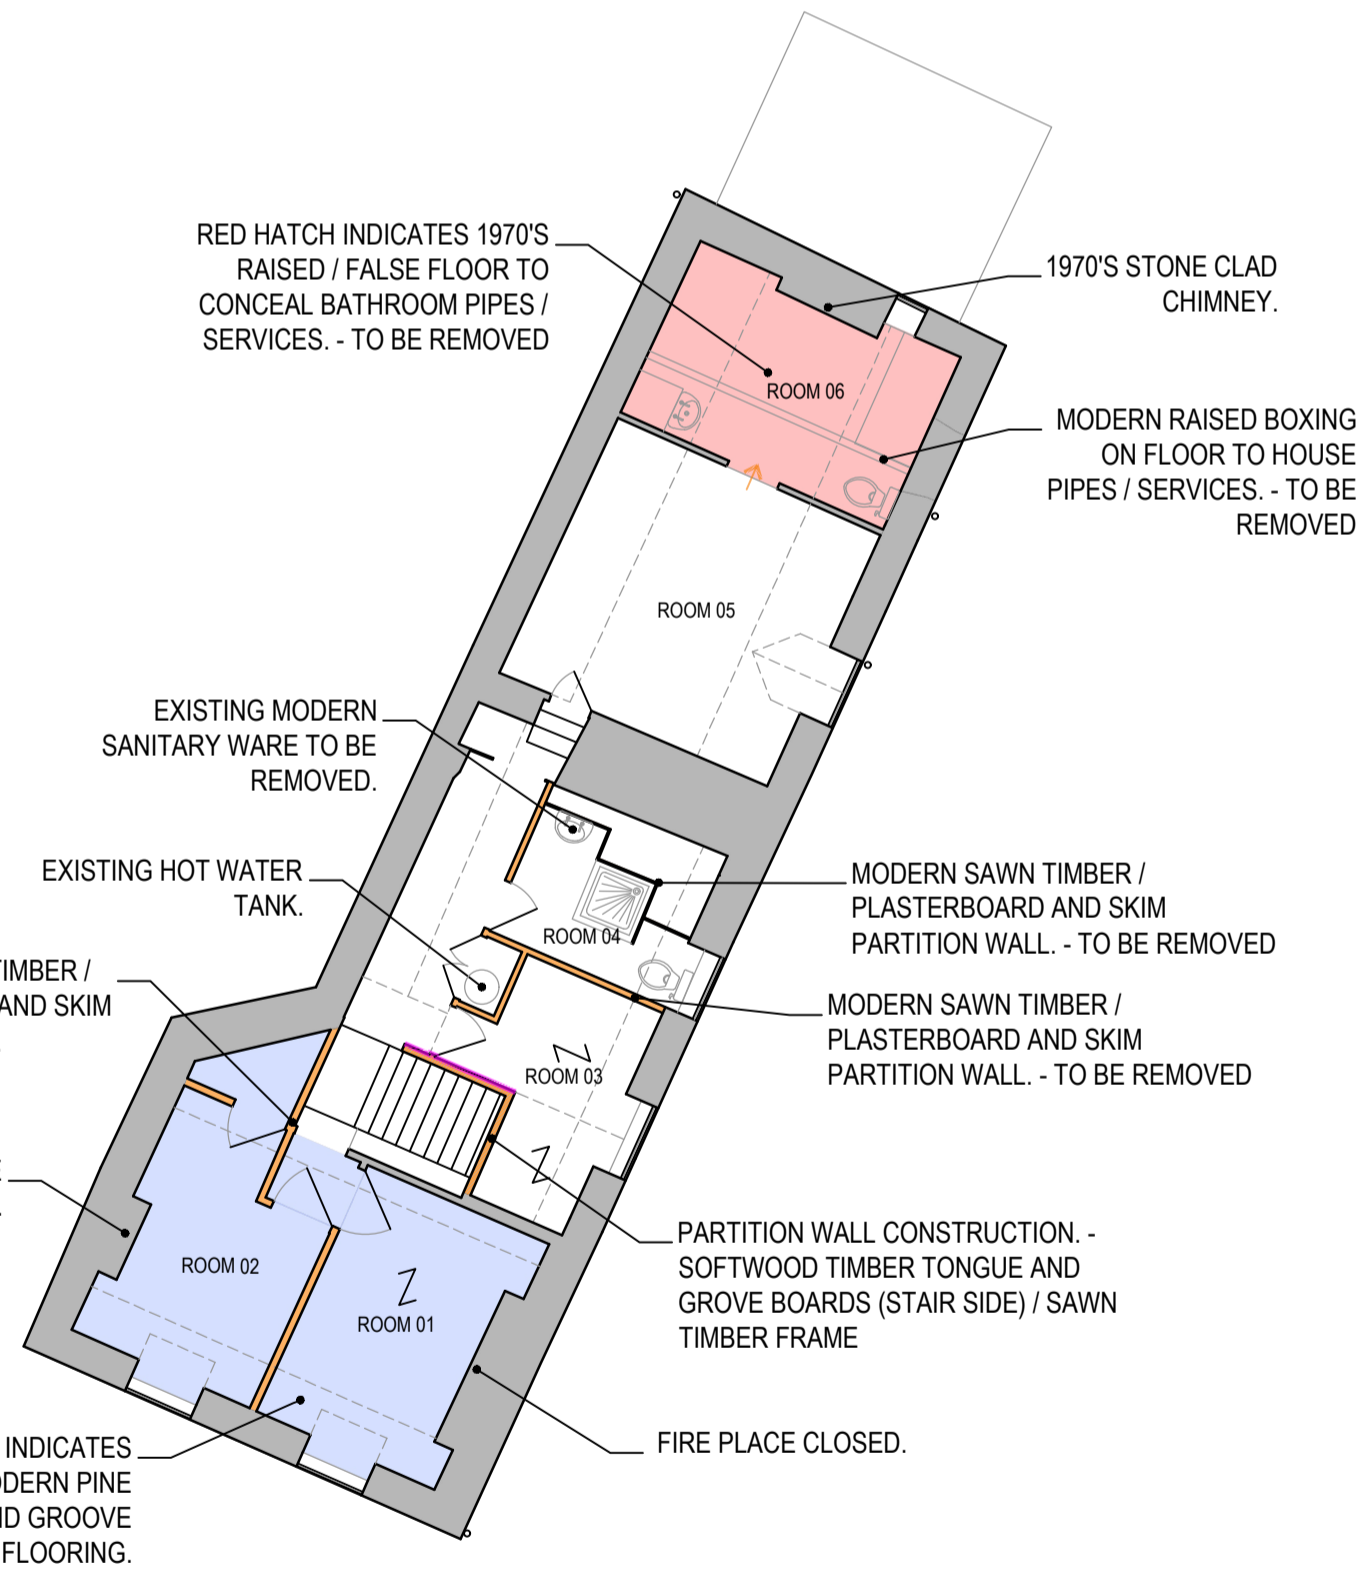 RED HATCH INDICATES 1970'S
RAISED / FALSE FLOOR TO
CONCEAL BATHROOM PIPES /
SERVICES. - TO BE REMOVED
1970'S STONE CLAD
CHIMNEY.
ROOM 06
MODERN RAISED BOXING
ON FLOOR TO HOUSE
PIPES / SERVICES. - TO BE
REMOVED
ROOM 05
EXISTING MODERN
SANITARY WARE TO BE
REMOVED.
EXISTING HOT WATER
TANK.
MODERN SAWN TIMBER /
PLASTERBOARD AND SKIM
PARTITION WALL. - TO BE REMOVED
ROOM 04
TIMBER /
AND SKIM
MODERN SAWN TIMBER /
PLASTERBOARD AND SKIM
PARTITION WALL. - TO BE REMOVED
ROOM 03
PARTITION WALL CONSTRUCTION. -
SOFTWOOD TIMBER TONGUE AND
GROVE BOARDS (STAIR SIDE) / SAWN
TIMBER FRAME
ROOM 02
ROOM 01
FIRE PLACE CLOSED.
INDICATES
PINE
GROOVE
FLOORING.